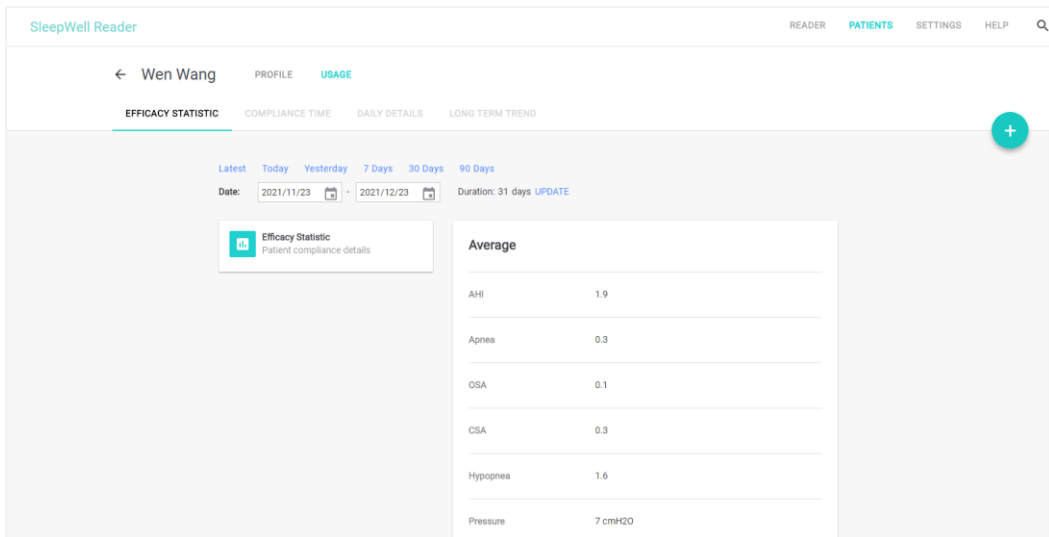 SleepWell Reader READER PATIENTS SETTINGS HELP
Wen Wang PROFILE USAGE
EFFICACY STATISTIC COMPLIANCE TIME DAILY DETAILS LONG TERM TREND
+
Latest Today Yesterday 7 Days 30 Days 90 Days
Date: 2021/11/23 - 2021/12/23 Duration: 31 days UPDATE
Efficacy Statistic
Patient compliance details
Average
AHI 1.9
Apnea 0.3
OSA 0.1
CSA 0.3
Hypopnea 1.6
Pressure 7 cmH2O